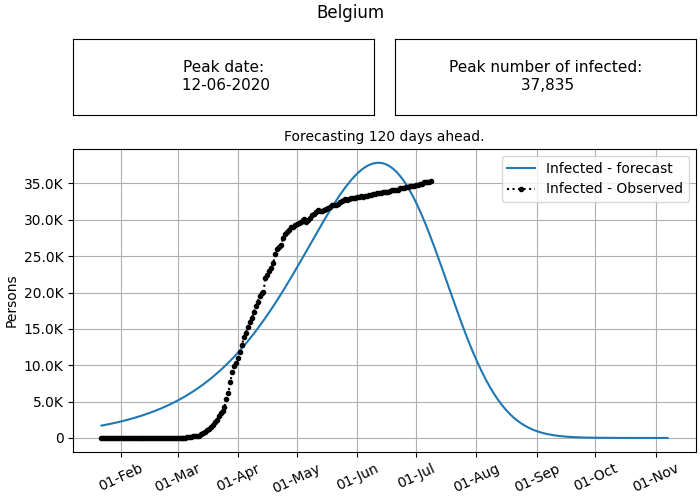 Belgium
Peak date:
12-06-2020
Peak number of infected:
37,835
Forecasting 120 days ahead.
Infected - forecast
Infected - Observed
Persons
35.0K
30.0K
25.0K
20.0K
15.0K
10.0K
5.0K
0
01-Feb
01-Mar
01-Apr
01-May
01-Jun
01-Jul
01-Aug
01-Sep
01-Oct
01-Nov